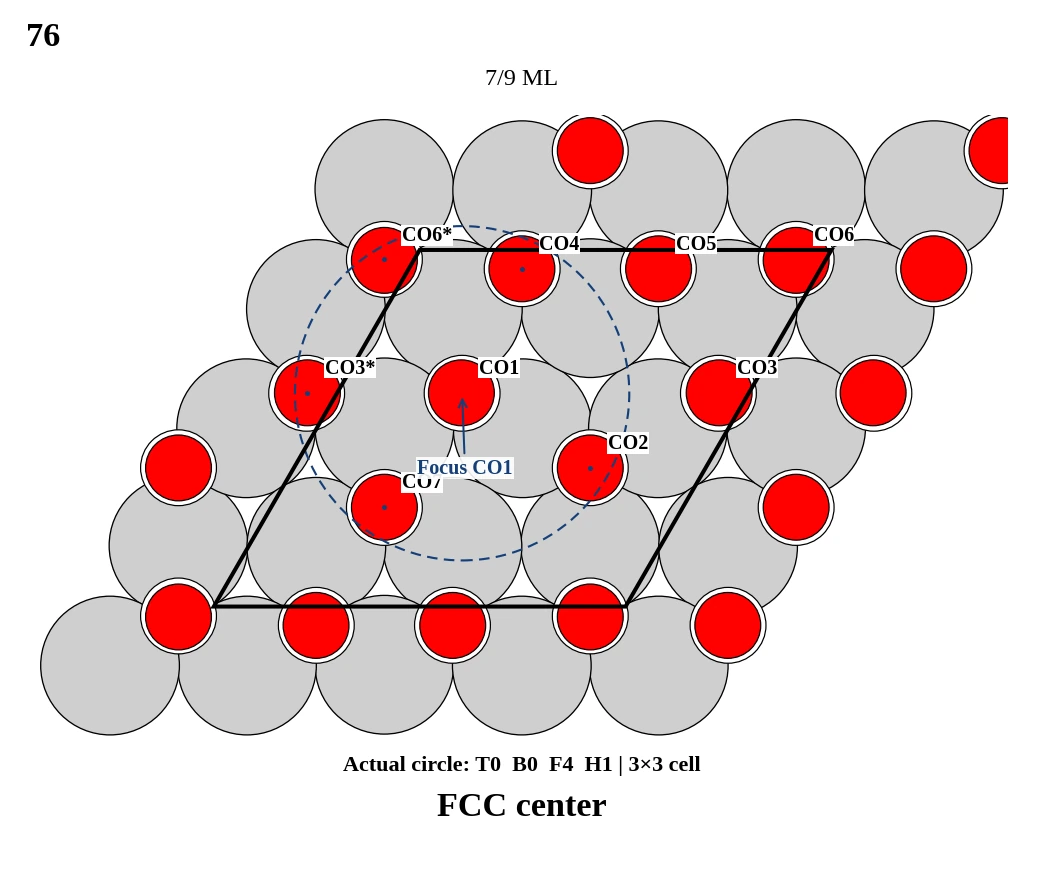 76
7/9 ML
CO6*
CO4
CO5
CO6
CO3*
CO1
CO3
CO2
Focus CO1
CO7
Actual circle: T0 B0 F4 H1 | 3×3 cell
FCC center